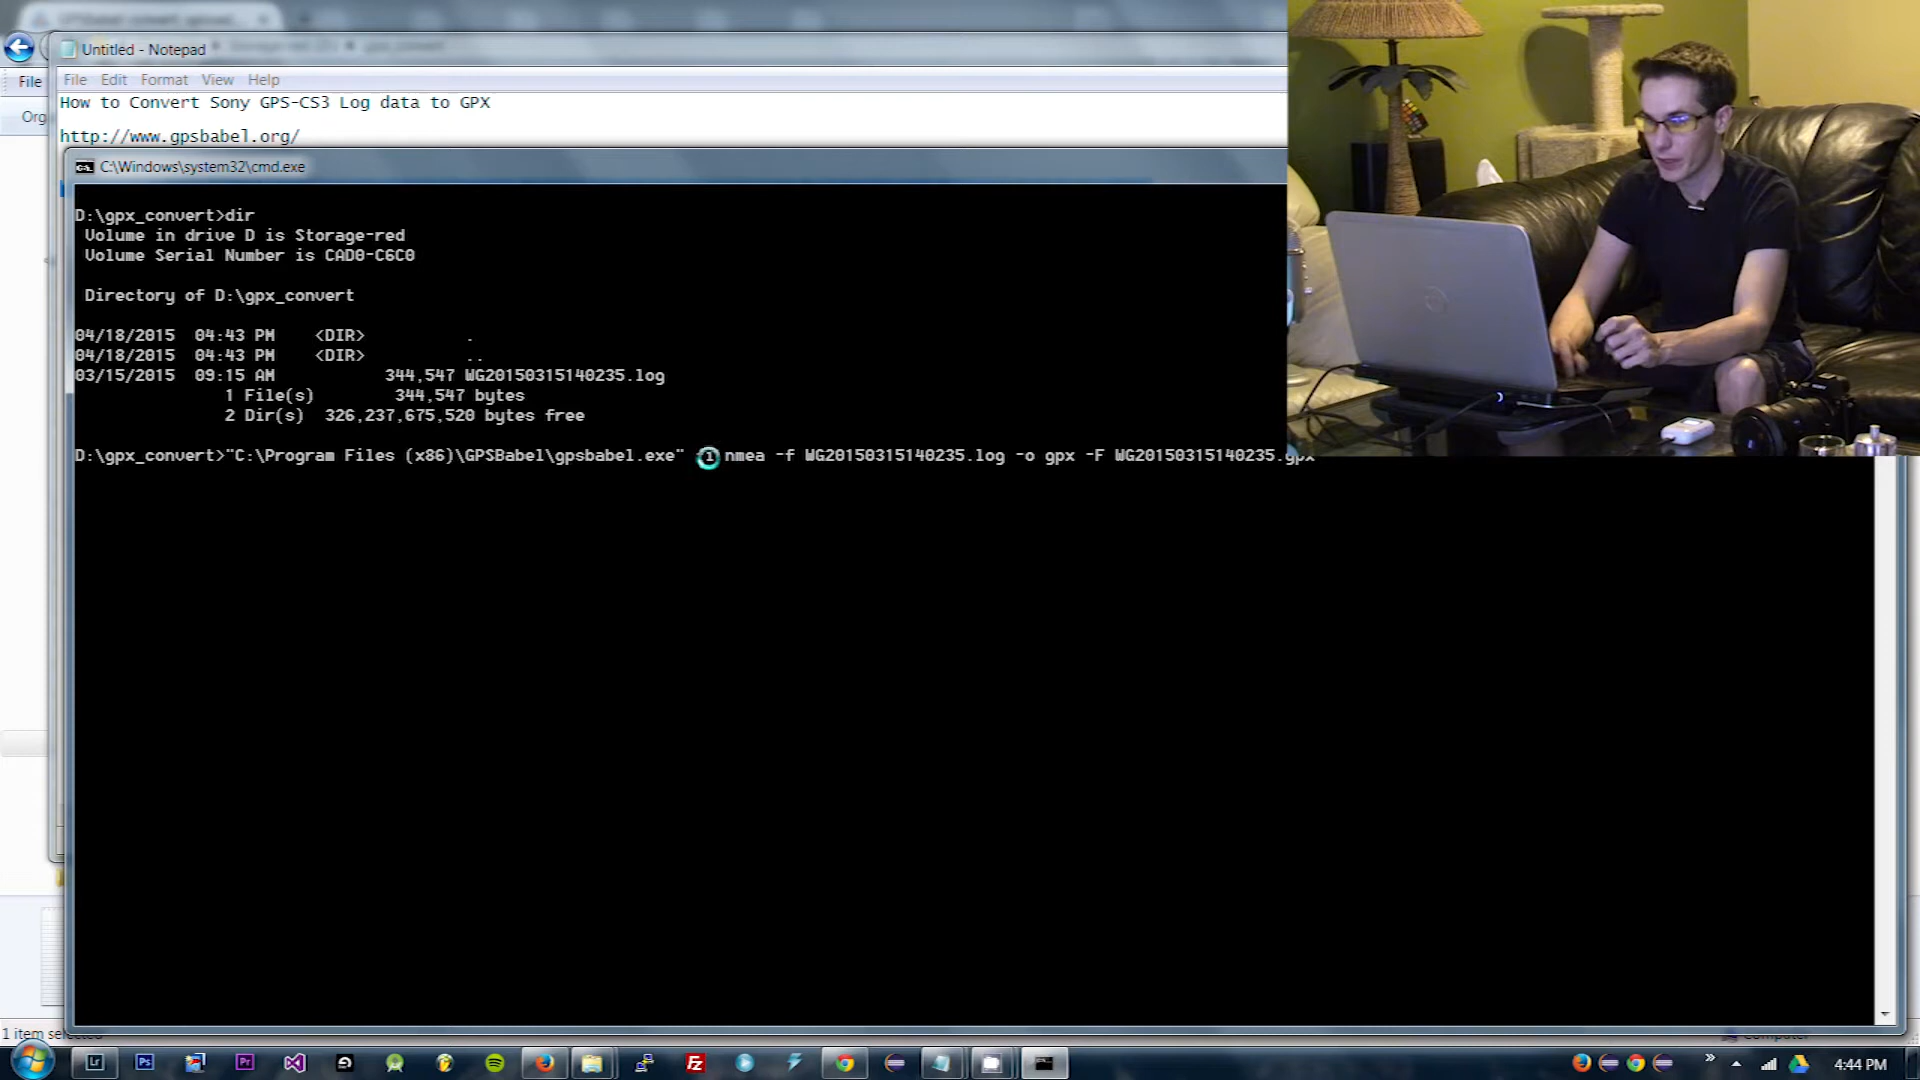 Untitled - Notepad
File Edit Format View Help
File
Org
How to Convert Sony GPS-CS3 Log data to GPX
http://www.gpsbabel.org/
C:\Windows\system32\cmd.exe
D:\gpx_convert>dir
Volume in drive D is Storage-red
Volume Serial Number is CAD0-C6C0
Directory of D:\gpx_convert
04/18/2015 04:43 PM <DIR> .
04/18/2015 04:43 PM <DIR> ..
03/15/2015 09:15 AM 344,547 WG20150315140235.log
1 File(s) 344,547 bytes
2 Dir(s) 326,237,675,520 bytes free
D:\gpx_convert>"C:\Program Files (x86)\GPSBabel\gpsbabel.exe" nmea -f WG20150315140235.log -o gpx -F WG20150315140235.gpx
1 item
Computer
Lr Ps Pr
Fz
4:44 PM